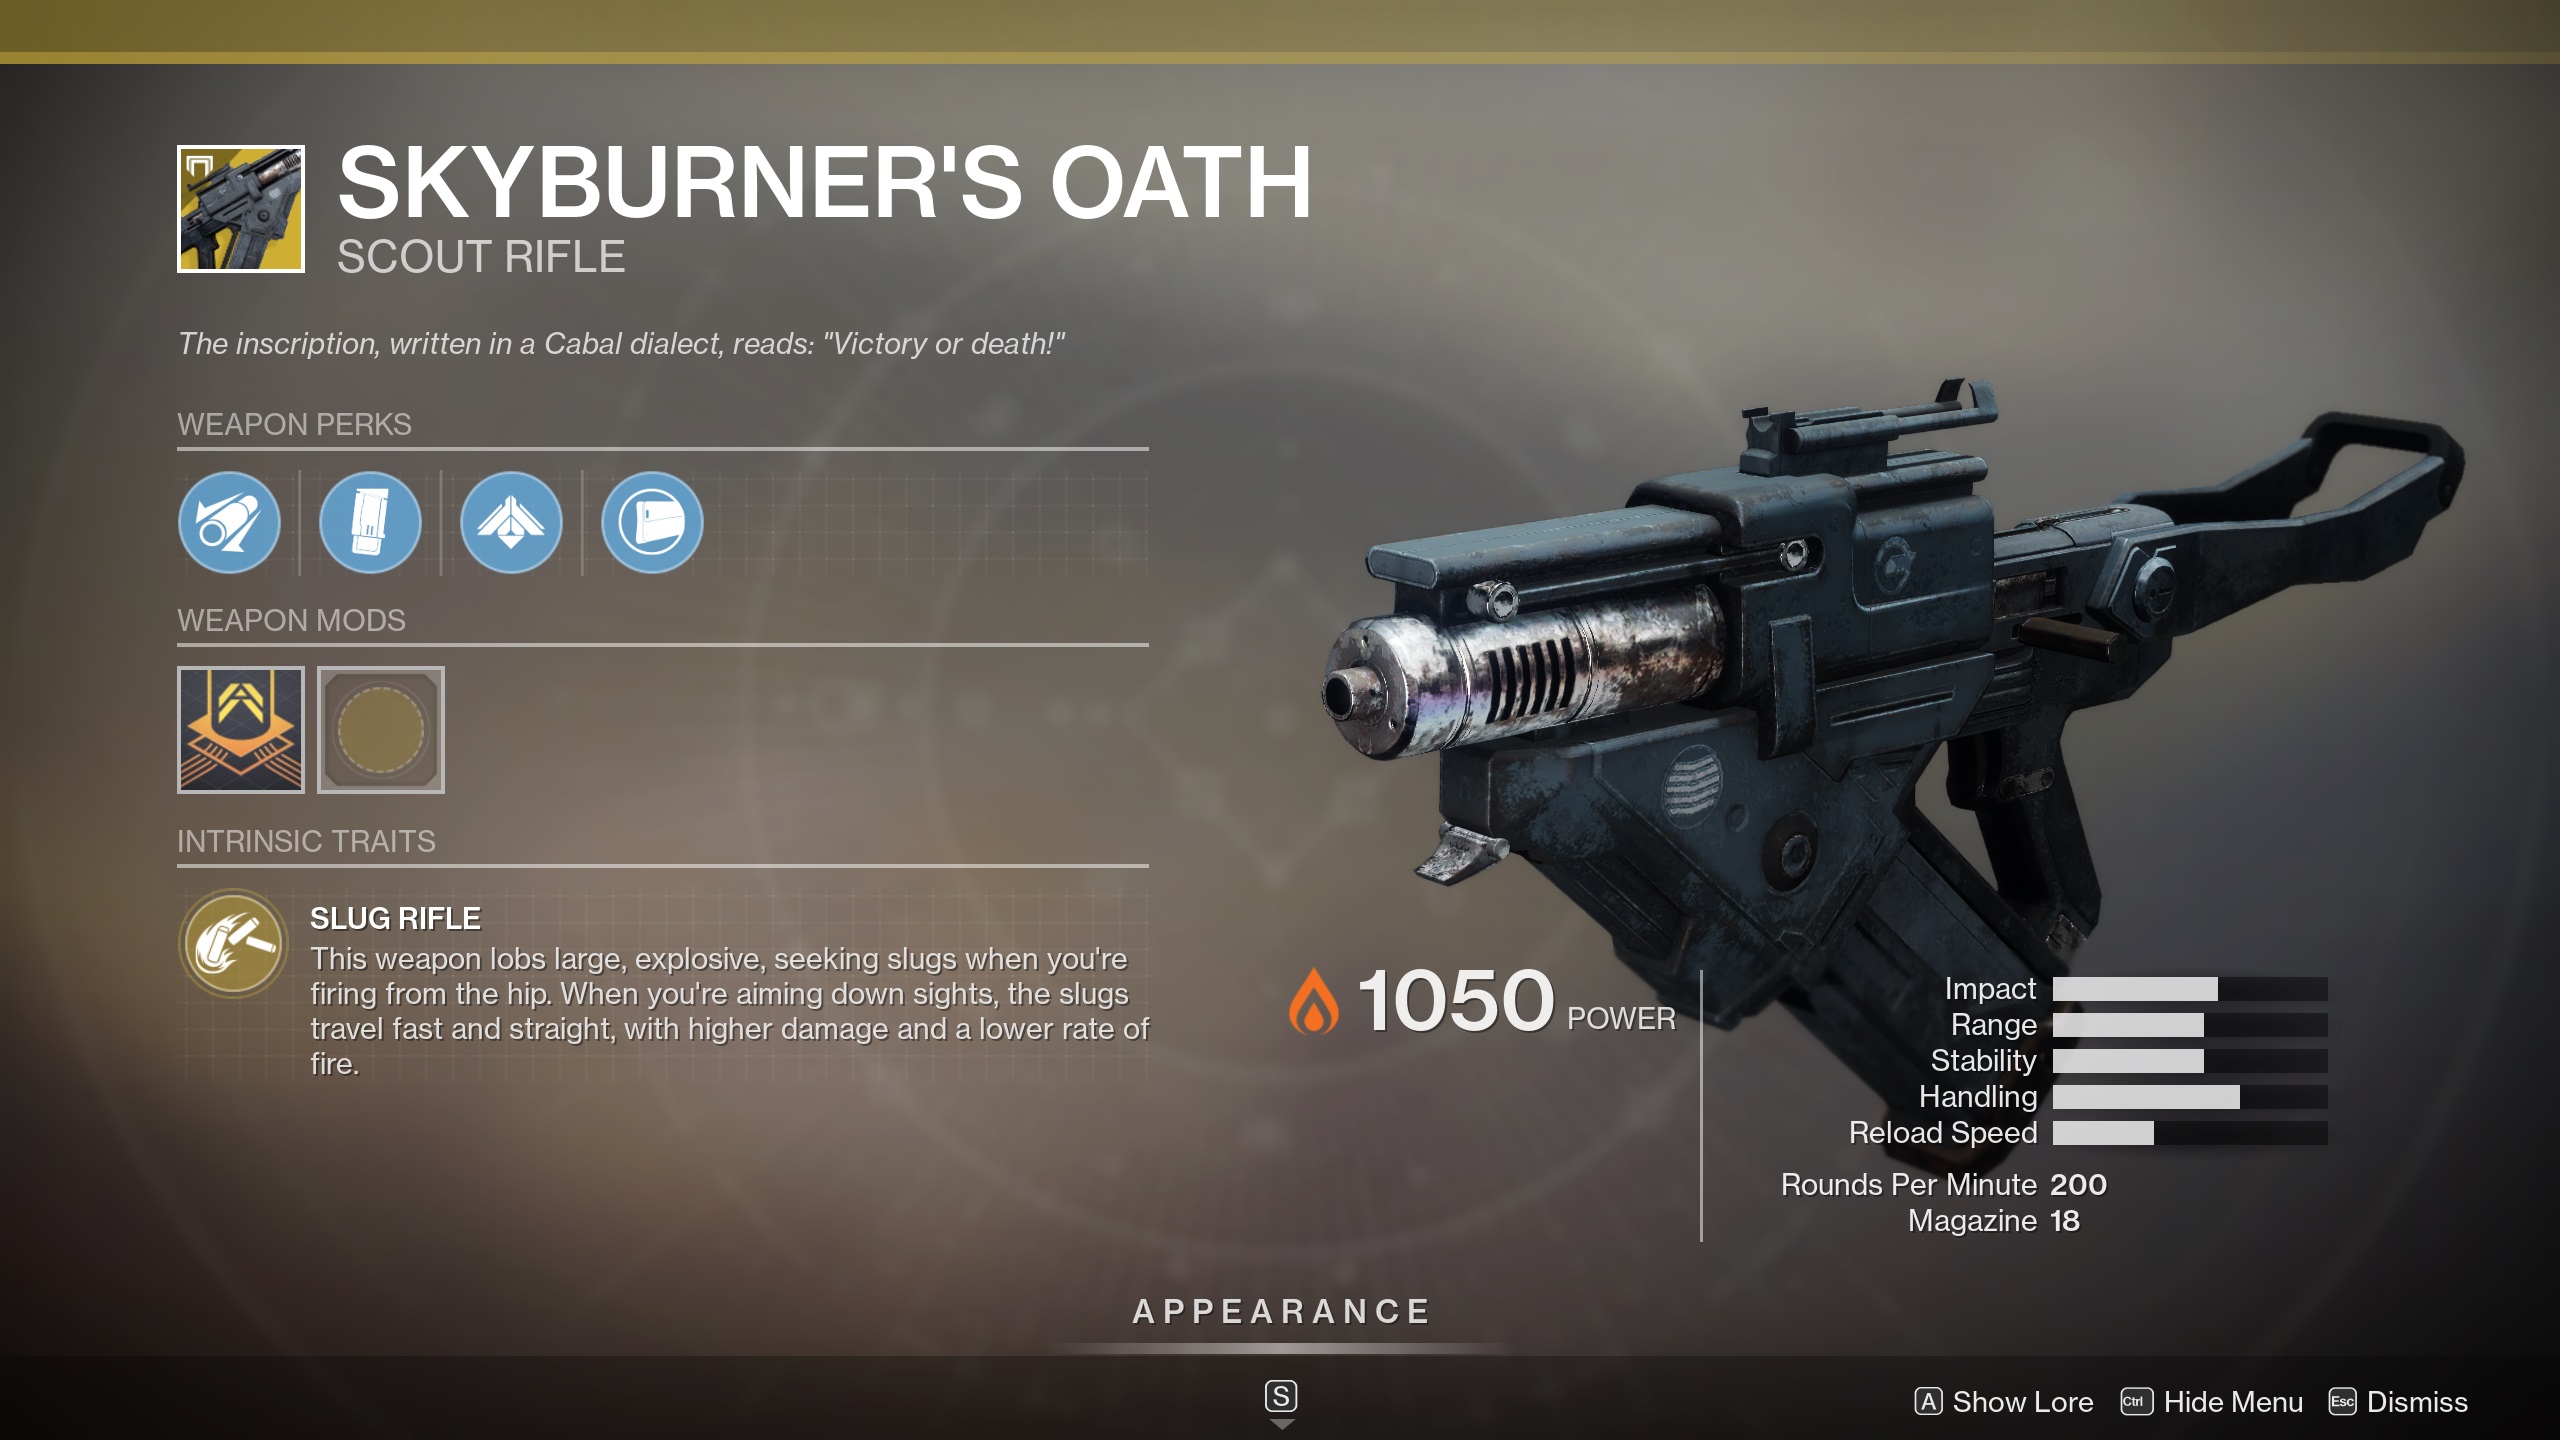 SKYBURNER'S OATH
SCOUT RIFLE
The inscription, written in a Cabal dialect, reads: "Victory or death!"
WEAPON PERKS
WEAPON MODS
INTRINSIC TRAITS
SLUG RIFLE
This weapon lobs large, explosive, seeking slugs when you're
firing from the hip. When you're aiming down sights, the slugs
travel fast and straight, with higher damage and a lower rate of
fire.
1050 POWER
Impact
Range
Stability
Handling
Reload Speed
Rounds Per Minute 200
Magazine 18
APPEARANCE
S
A Show Lore Ctrl Hide Menu Esc Dismiss